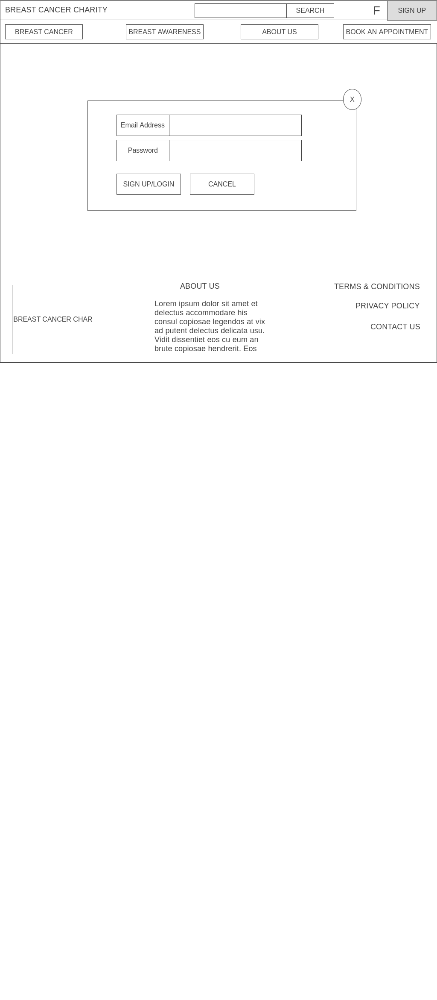 BREAST CANCER CHARITY
SEARCH
F
SIGN UP
BREAST CANCER
BREAST AWARENESS
ABOUT US
BOOK AN APPOINTMENT
X
Email Address
Password
SIGN UP/LOGIN
CANCEL
BREAST CANCER CHAR
ABOUT US
Lorem ipsum dolor sit amet et
delectus accommodare his
consul copiosae legendos at vix
ad putent delectus delicata usu.
Vidit dissentiet eos cu eum an
brute copiosae hendrerit. Eos
TERMS & CONDITIONS
PRIVACY POLICY
CONTACT US